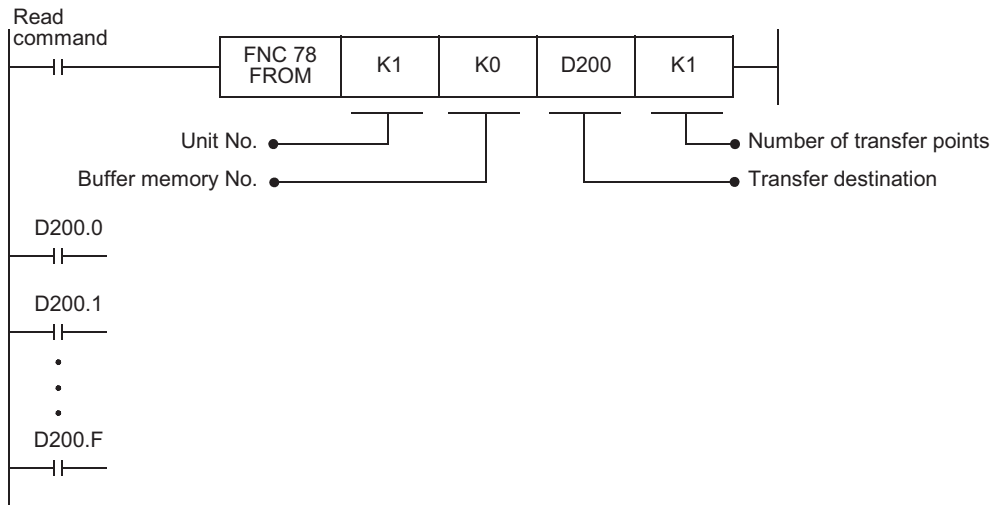 Read
command
FNC 78
FROM
K1
K0
D200
K1
Unit No.
Number of transfer points
Buffer memory No.
Transfer destination
D200.0
D200.1
D200.F